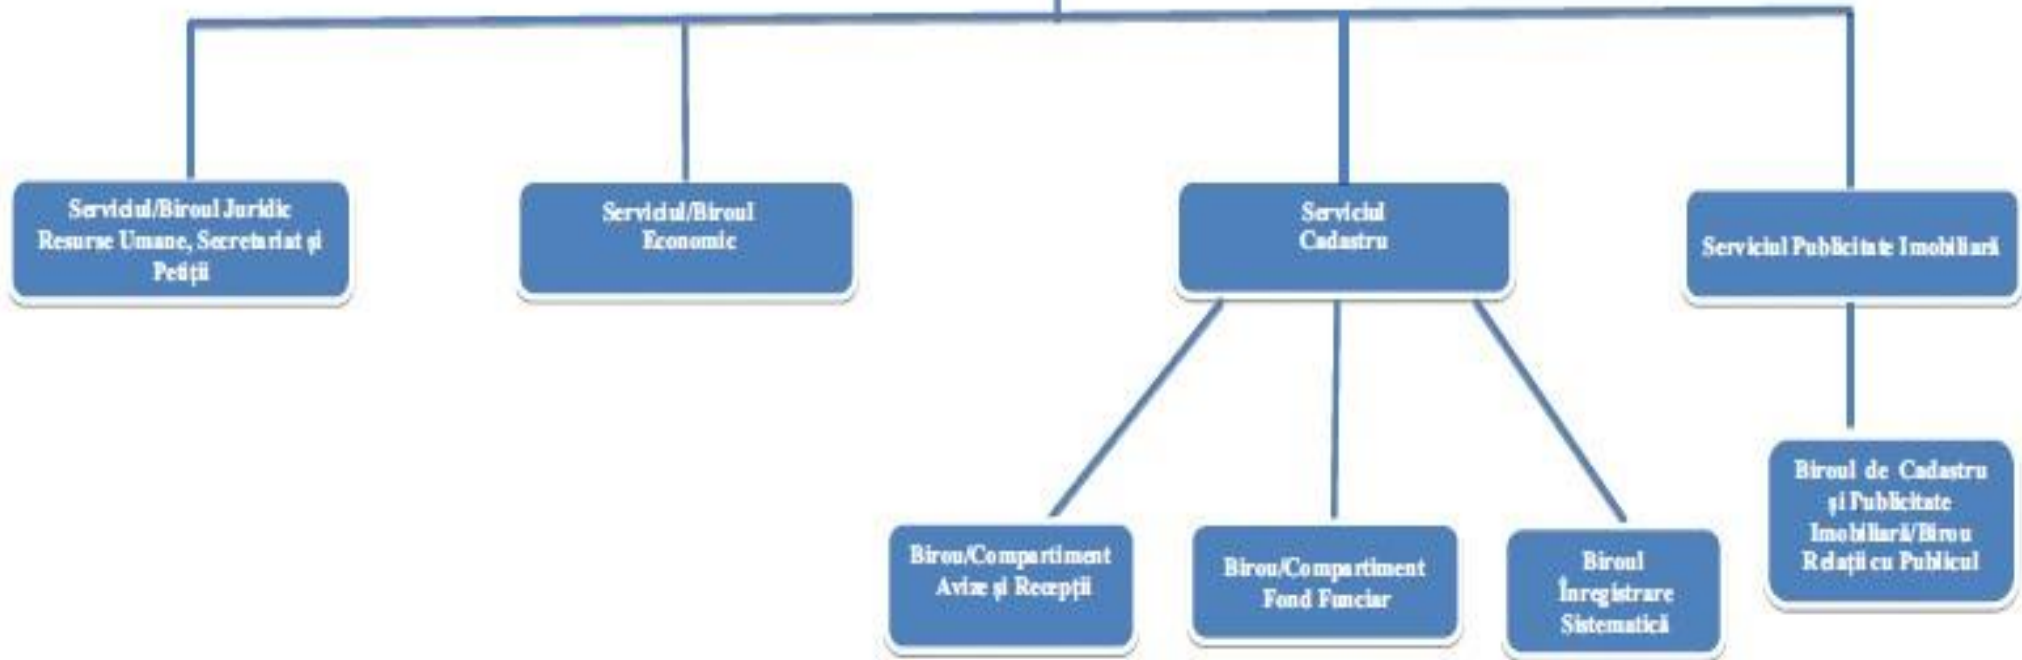 Serviciul/Biroul Juridic
Resurse Umane, Secretariat și
Petiții
Serviciul/Biroul
Economic
Serviciul
Cadastru
Serviciul Publicitate Imobiliară
Birou/Compartiment
Avize și Recepții
Birou/Compartiment
Fond Funciar
Biroul
Înregistrare
Sistematică
Biroul de Cadastru
și Publicitate
Imobiliară/Birou
Relații cu Publicul